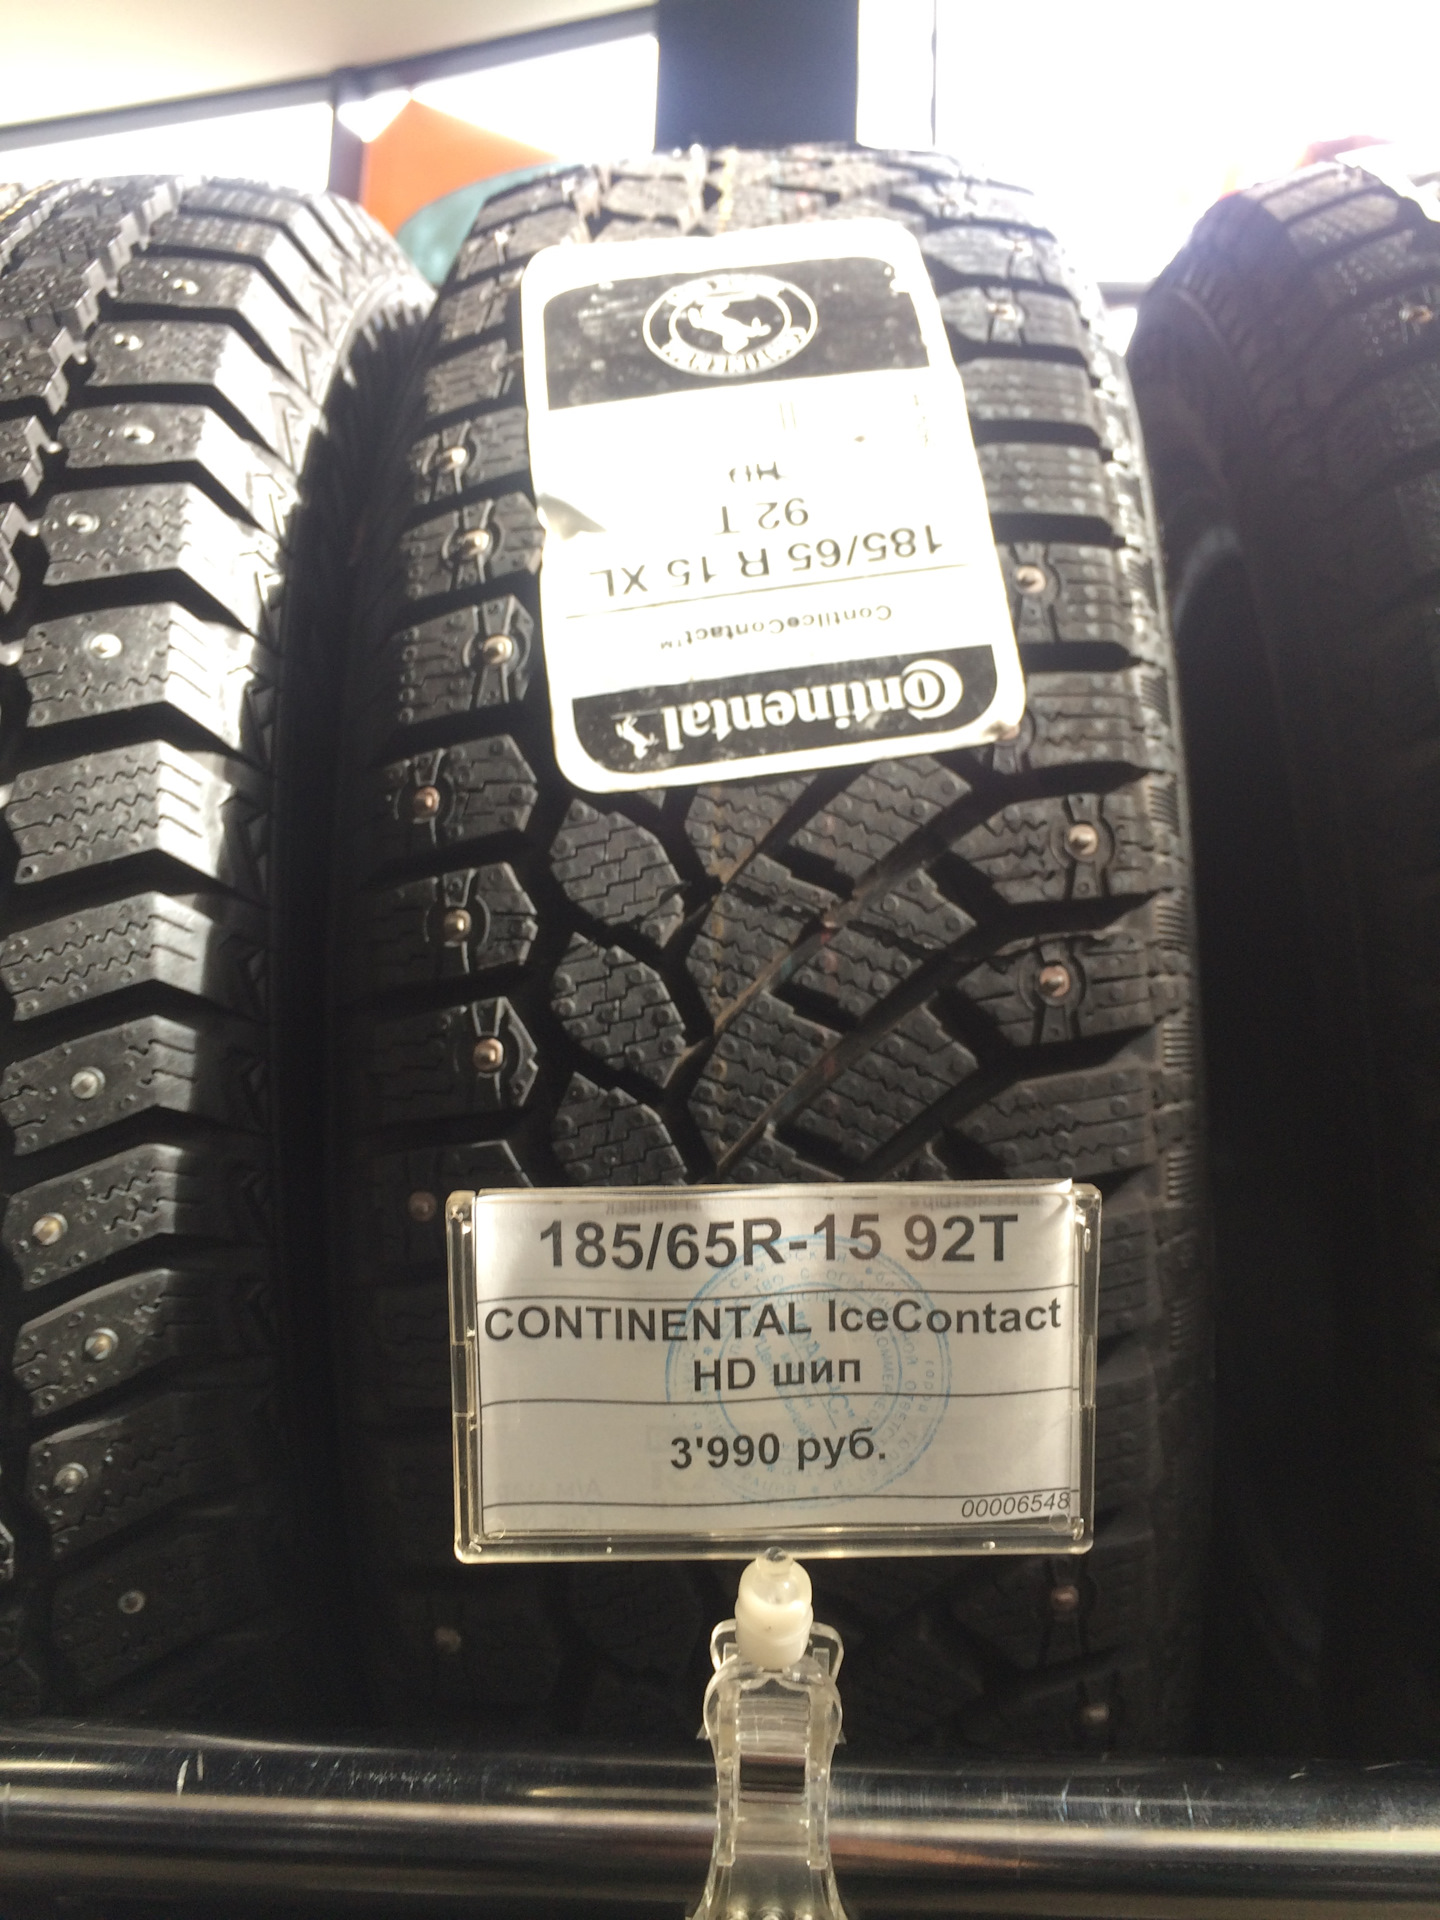 Continental
ContiIceContact™
185/65 R 15 XL
92 T
HD
185/65R-15 92T
CONTINENTAL IceContact
HD шип
3'990 руб.
00006548